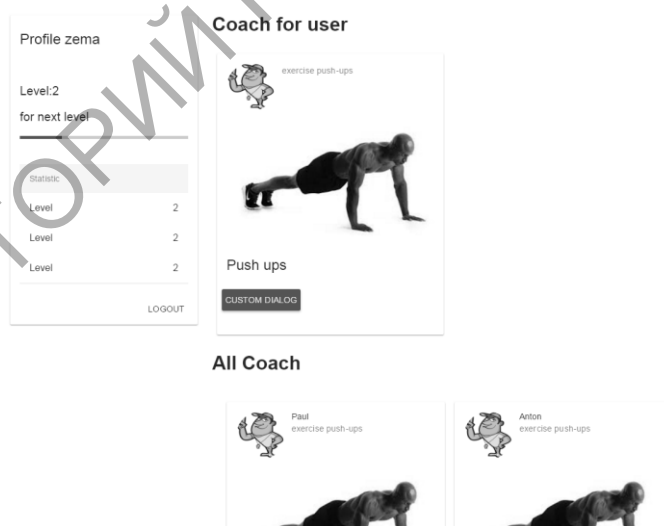 Profile zema
Level:2
for next level
Statistic
Level 2
Level 2
Level 2
LOGOUT
Coach for user
exercise push-ups
Push ups
CUSTOM DIALOG
All Coach
Paul
exercise push-ups
Anton
exercise push-ups
ТОРИЙ